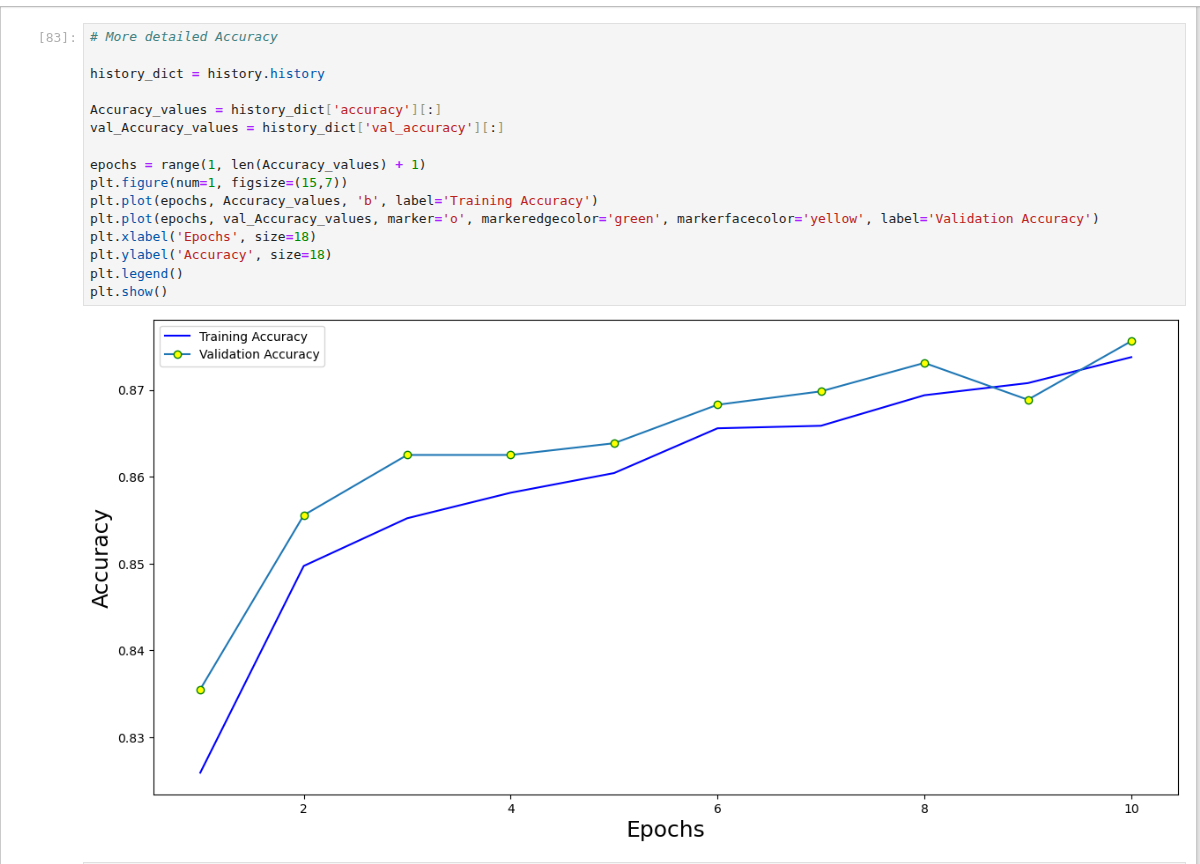 [83]: # More detailed Accuracy
history_dict = history.history
Accuracy_values = history_dict['accuracy'][:]
val_Accuracy_values = history_dict['val_accuracy'][:]
epochs = range(1, len(Accuracy_values) + 1)
plt.figure(num=1, figsize=(15,7))
plt.plot(epochs, Accuracy_values, 'b', label='Training Accuracy')
plt.plot(epochs, val_Accuracy_values, marker='o', markeredgecolor='green', markerfacecolor='yellow', label='Validation Accuracy')
plt.xlabel('Epochs', size=18)
plt.ylabel('Accuracy', size=18)
plt.legend()
plt.show()
Training Accuracy
Validation Accuracy
0.87
0.86
0.85
0.84
0.83
Accuracy
2 4 6 8 10
Epochs